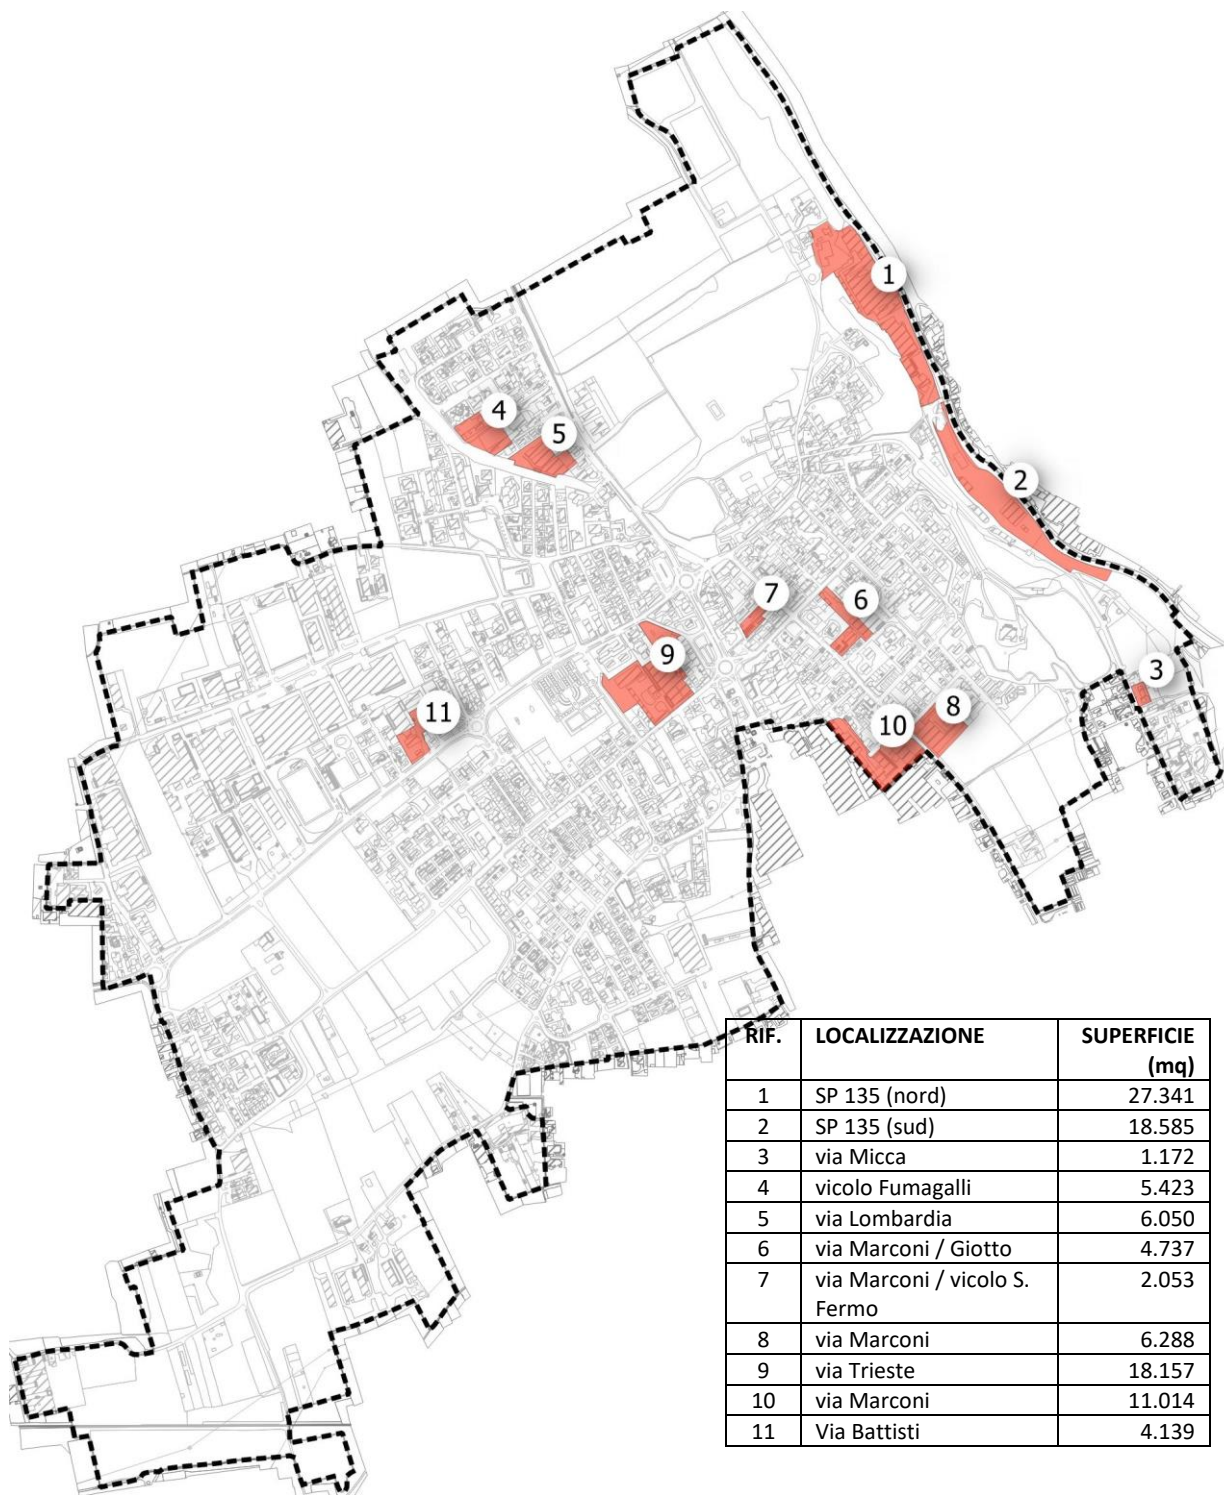 1
2
3
4
5
6
7
8
9
10
11
RIF. LOCALIZZAZIONE SUPERFICIE
(mq)
1 SP 135 (nord) 27.341
2 SP 135 (sud) 18.585
3 via Micca 1.172
4 vicolo Fumagalli 5.423
5 via Lombardia 6.050
6 via Marconi / Giotto 4.737
7 via Marconi / vicolo S. 2.053
Fermo
8 via Marconi 6.288
9 via Trieste 18.157
10 via Marconi 11.014
11 Via Battisti 4.139